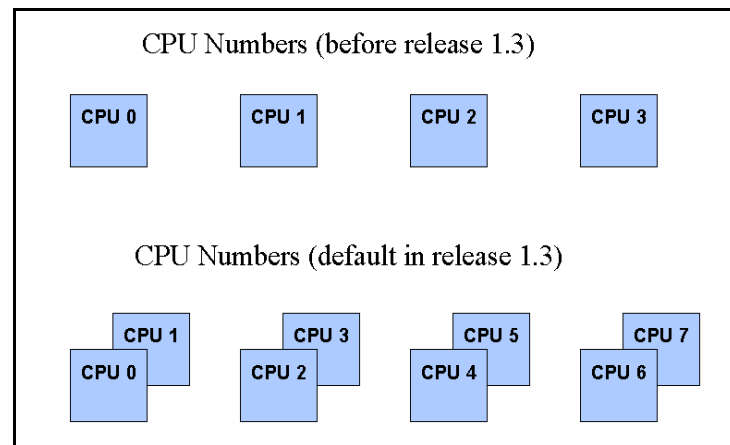 CPU Numbers (before release 1.3)
CPU 0
CPU 1
CPU 2
CPU 3
CPU Numbers (default in release 1.3)
CPU 1
CPU 3
CPU 5
CPU 7
CPU 0
CPU 2
CPU 4
CPU 6